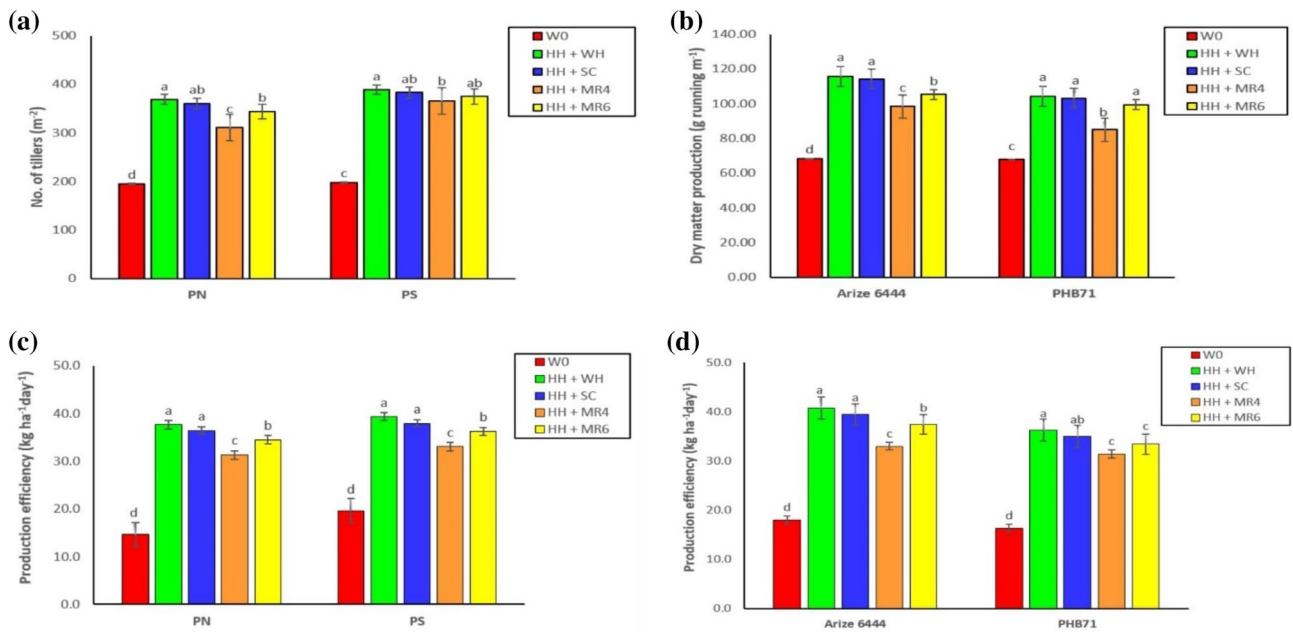 (a)
No. of tillers (m⁻²)
500
400
300
200
100
0
d
a
ab
c
b
c
a
ab
b
ab
PN
PS
W0
HH + WH
HH + SC
HH + MR4
HH + MR6
(b)
Dry matter production (g running m⁻¹)
140.00
120.00
100.00
80.00
60.00
40.00
20.00
0.00
d
a
a
c
b
c
a
a
b
a
Arize 6444
PHB71
W0
HH + WH
HH + SC
HH + MR4
HH + MR6
(c)
Production efficiency (kg ha⁻¹day⁻¹)
50.0
40.0
30.0
20.0
10.0
0.0
d
a
a
c
b
d
a
a
c
b
PN
PS
W0
HH + WH
HH + SC
HH + MR4
HH + MR6
(d)
Production efficiency (kg ha⁻¹day⁻¹)
50.0
40.0
30.0
20.0
10.0
0.0
d
a
a
c
b
d
a
ab
c
c
Arize 6444
PHB71
W0
HH + WH
HH + SC
HH + MR4
HH + MR6